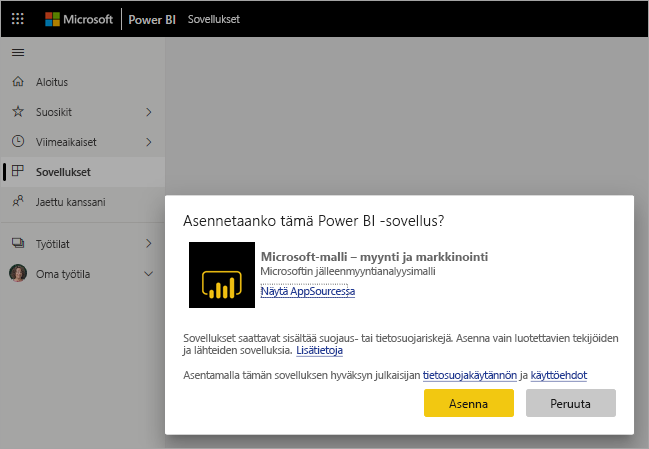 Microsoft Power BI Sovellukset
Aloitus
Suosikit
Viimeaikaiset
Sovellukset
Jaettu kanssani
Työtilat
Oma työtila
Asennetaanko tämä Power BI -sovellus?
Microsoft-malli – myynti ja markkinointi
Microsoftin jälleenmyyntianalyysimalli
Näytä AppSourcessa
Sovellukset saattavat sisältää suojaus- tai tietosuojariskejä. Asenna vain luotettavien tekijöiden
ja lähteiden sovelluksia. Lisätietoja
Asentamalla tämän sovelluksen hyväksyn julkaisijan tietosuojakäytännön ja käyttöehdot
Asenna Peruuta